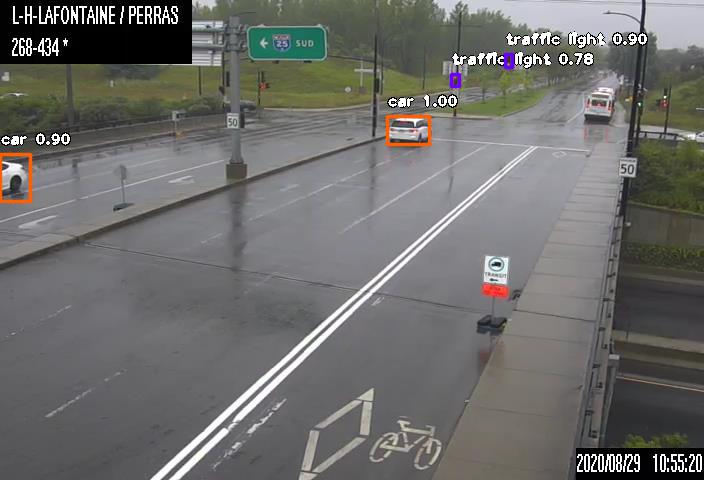 L-H-LAFONTAINE / PERRAS
268-434 *
25 SUD
traffic light 0.90
traffic light 0.78
car 1.00
car 0.90
50
50
TRANSIT
2020/08/29 10:55:20